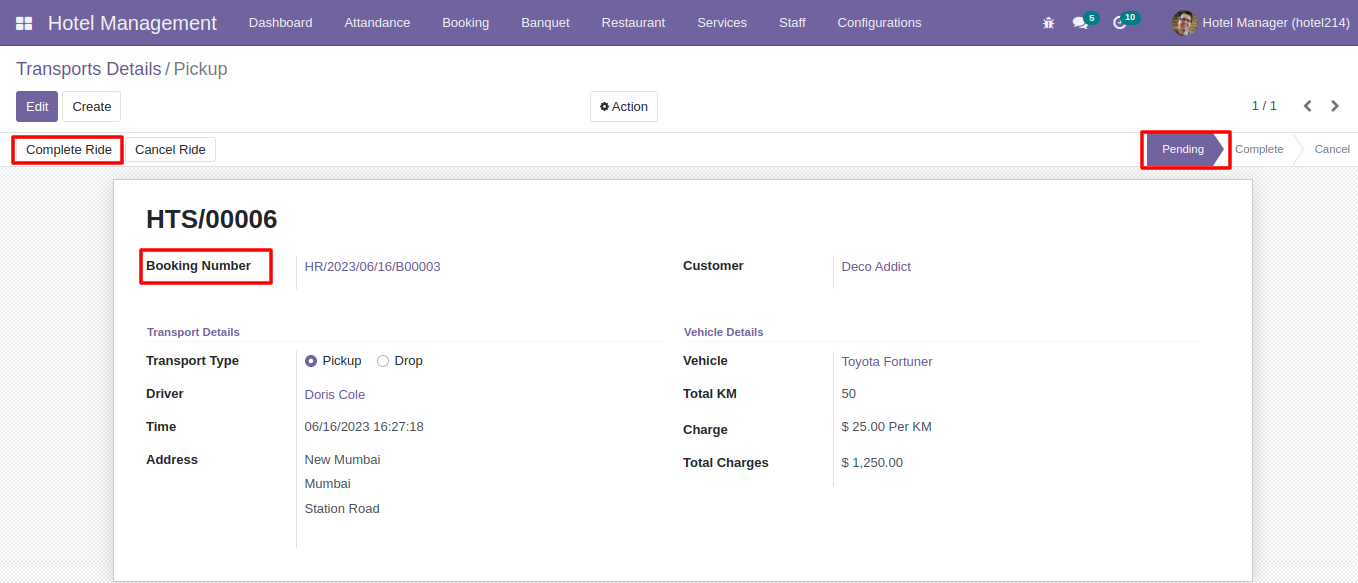 Hotel Management Dashboard Attendance Booking Banquet Restaurant Services Staff Configurations 5 10 Hotel Manager (hotel214)
Transports Details / Pickup
Edit Create Action 1 / 1
Complete Ride Cancel Ride Pending Complete Cancel
HTS/00006
Booking Number HR/2023/06/16/B00003 Customer Deco Addict
Transport Details Vehicle Details
Transport Type Pickup Drop Vehicle Toyota Fortuner
Driver Doris Cole Total KM 50
Time 06/16/2023 16:27:18 Charge $ 25.00 Per KM
Address New Mumbai Total Charges $ 1,250.00
Mumbai
Station Road